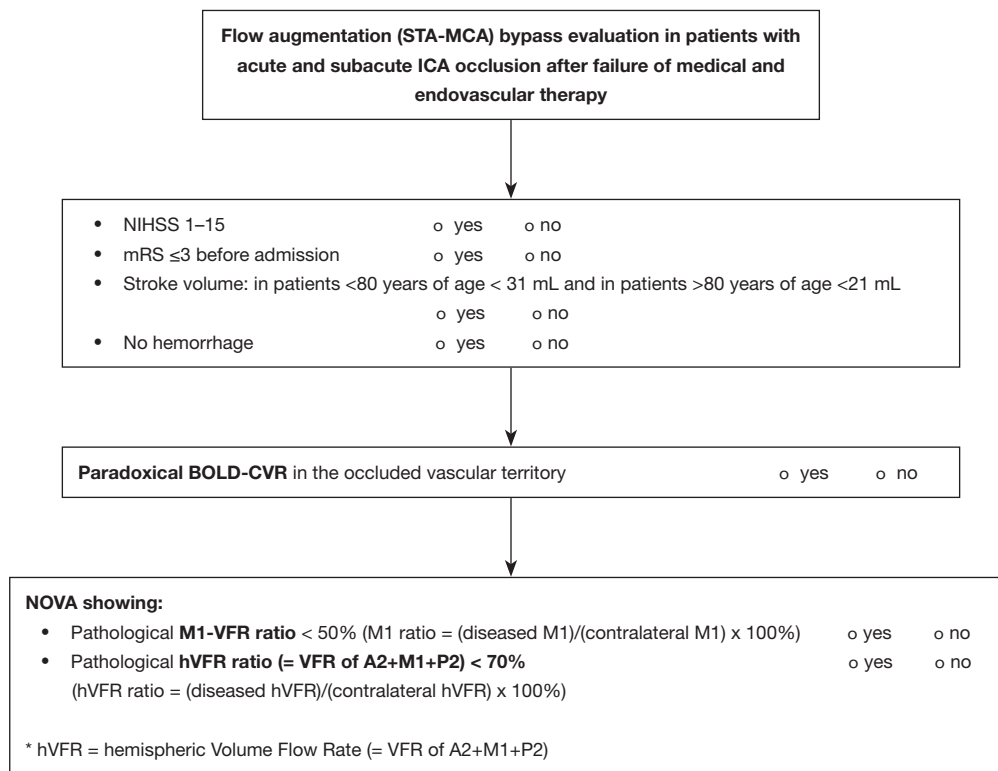 Flow augmentation (STA-MCA) bypass evaluation in patients with
acute and subacute ICA occlusion after failure of medical and
endovascular therapy
• NIHSS 1–15 o yes o no
• mRS ≤3 before admission o yes o no
• Stroke volume: in patients <80 years of age < 31 mL and in patients >80 years of age <21 mL
o yes o no
• No hemorrhage o yes o no
Paradoxical BOLD-CVR in the occluded vascular territory o yes o no
NOVA showing:
• Pathological M1-VFR ratio < 50% (M1 ratio = (diseased M1)/(contralateral M1) x 100%) o yes o no
• Pathological hVFR ratio (= VFR of A2+M1+P2) < 70% o yes o no
(hVFR ratio = (diseased hVFR)/(contralateral hVFR) x 100%)
* hVFR = hemispheric Volume Flow Rate (= VFR of A2+M1+P2)